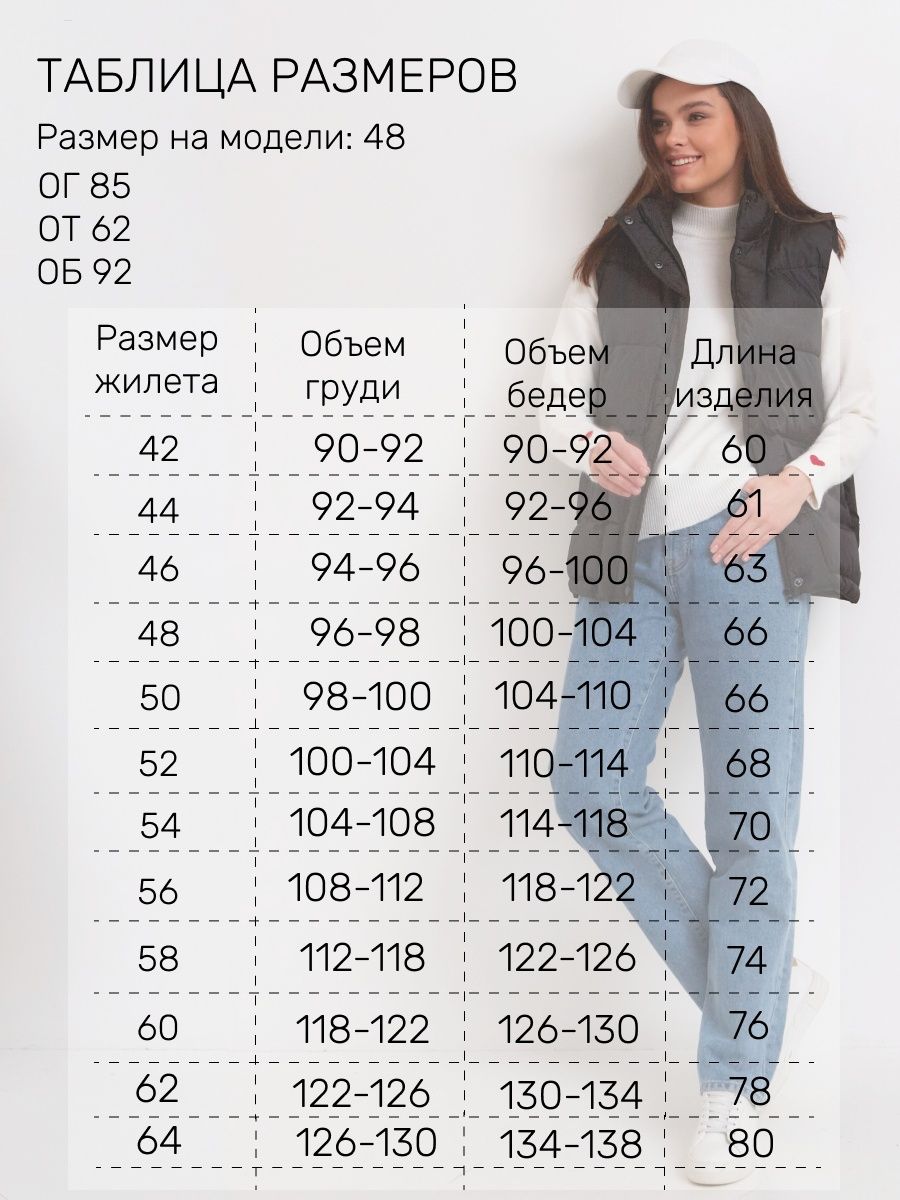 ТАБЛИЦА РАЗМЕРОВ
Размер на модели: 48
ОГ 85
ОТ 62
ОБ 92
Размер жилета Объем груди Объем бедер Длина изделия
42 90-92 90-92 60
44 92-94 92-96 61
46 94-96 96-100 63
48 96-98 100-104 66
50 98-100 104-110 66
52 100-104 110-114 68
54 104-108 114-118 70
56 108-112 118-122 72
58 112-118 122-126 74
60 118-122 126-130 76
62 122-126 130-134 78
64 126-130 134-138 80